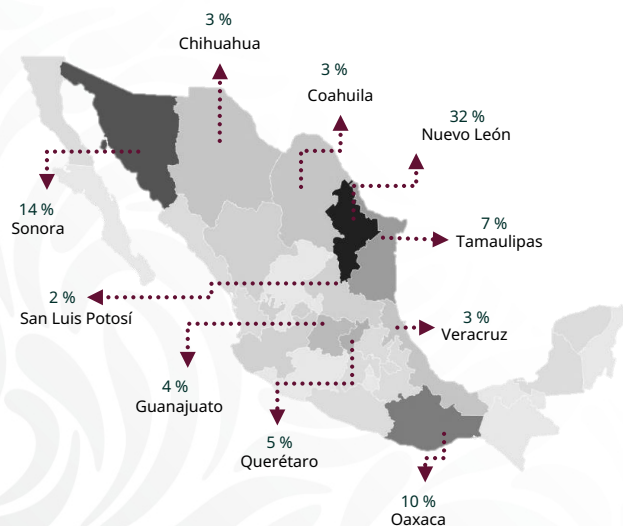 3 %
Chihuahua
3 %
Coahuila
32 %
Nuevo León
14 %
Sonora
7 %
Tamaulipas
2 %
San Luis Potosí
3 %
Veracruz
4 %
Guanajuato
5 %
Querétaro
10 %
Oaxaca